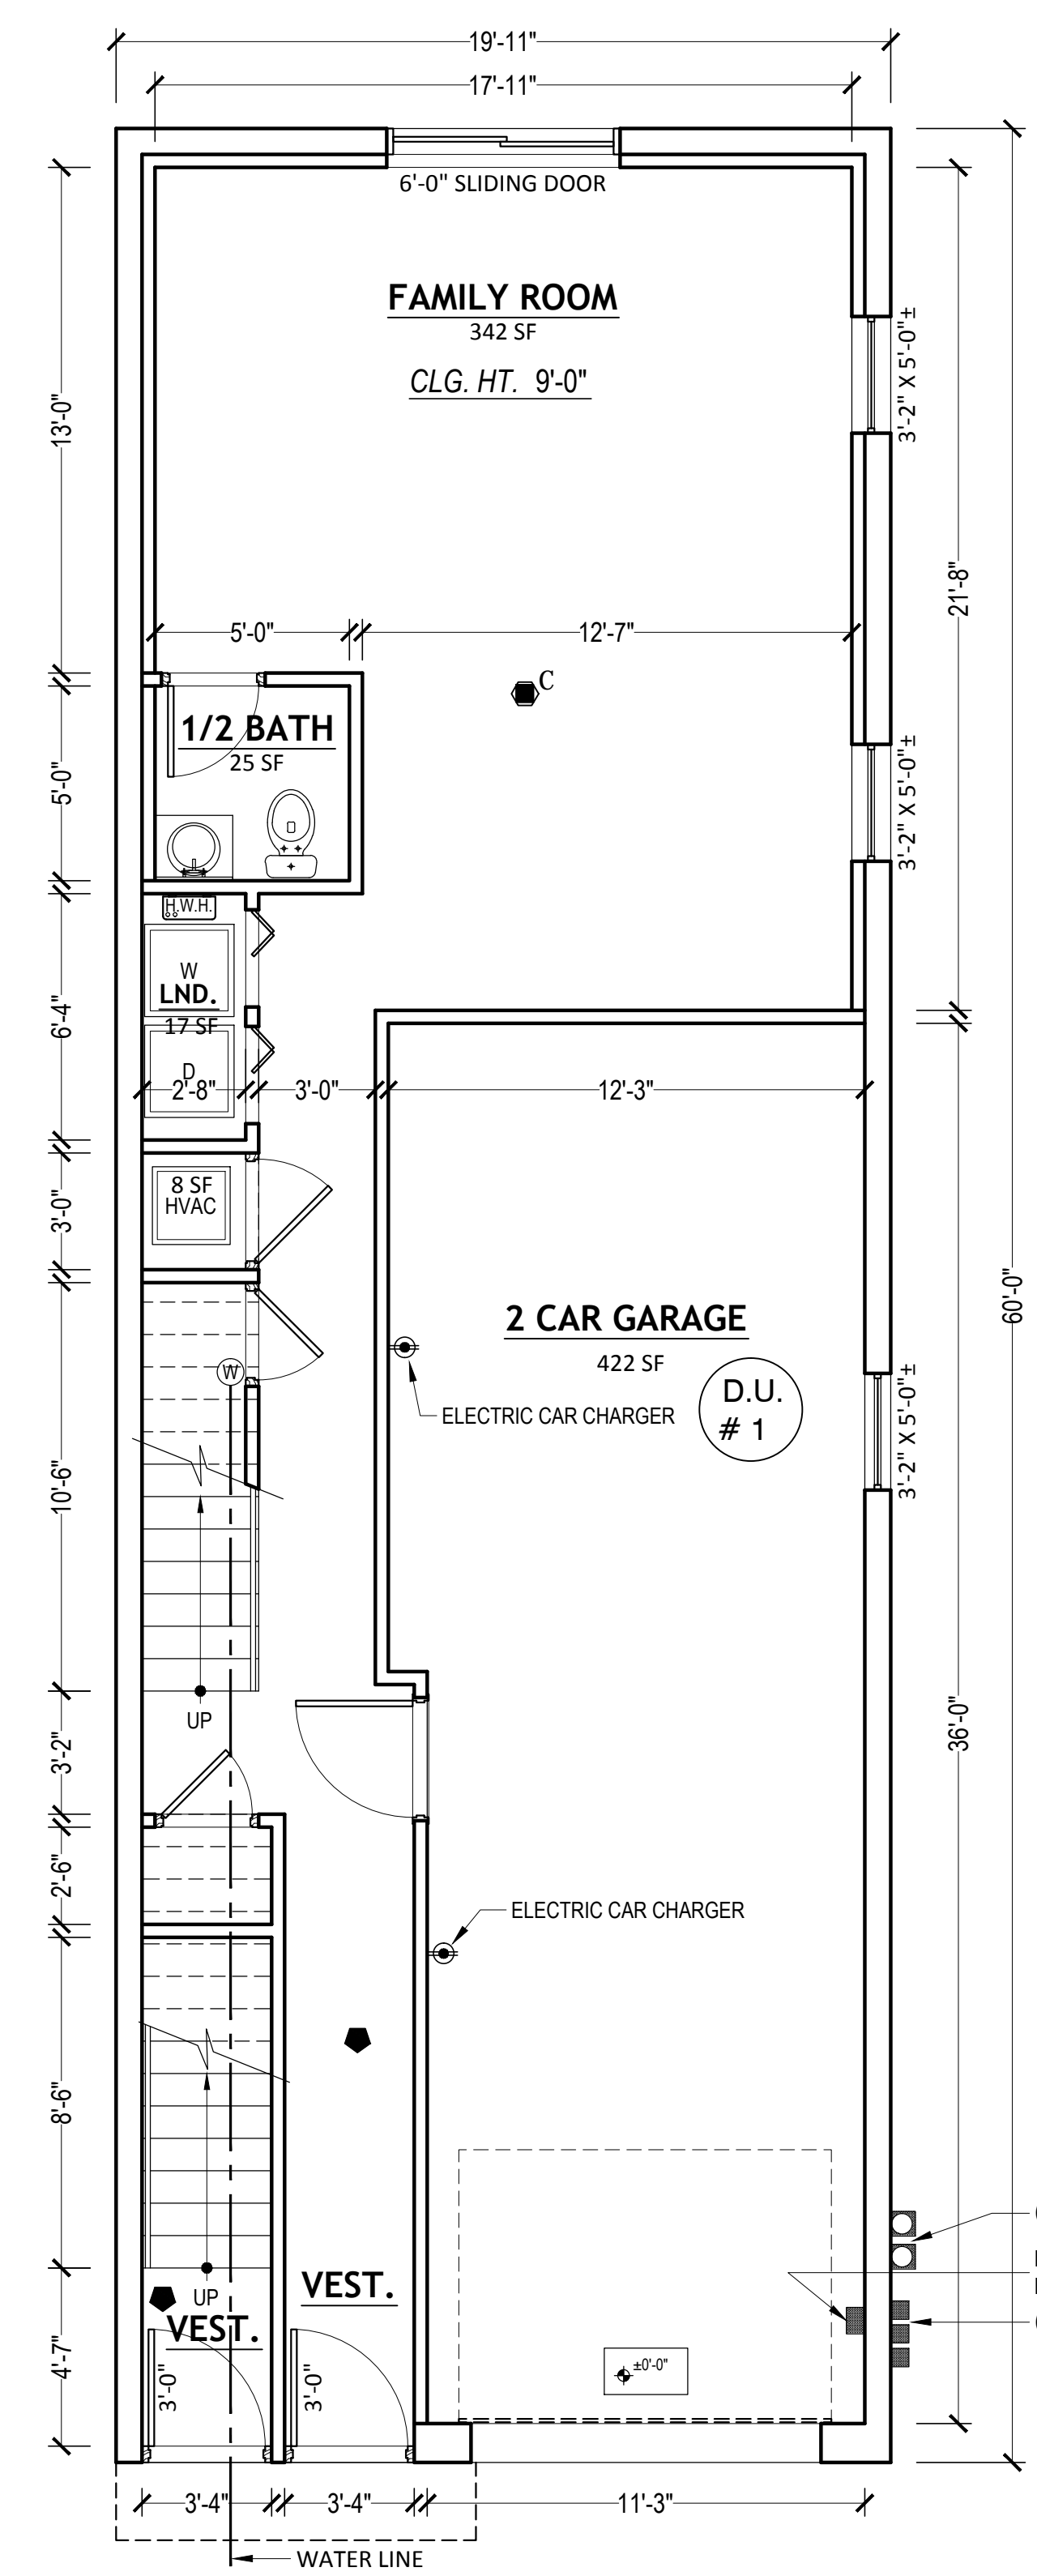 19'-11"
17'-11"
6'-0" SLIDING DOOR
FAMILY ROOM
342 SF
CLG. HT. 9'-0"
3'-2" X 5'-0"±
13'-0"
21'-8"
5'-0"
12'-7"
C
1/2 BATH
25 SF
5'-0"
3'-2" X 5'-0"±
H.W.H.
W
LND.
17 SF
D
6'-4"
2'-8"
3'-0"
12'-3"
8 SF
HVAC
3'-0"
60'-0"
2 CAR GARAGE
422 SF
W
D.U.
# 1
ELECTRIC CAR CHARGER
3'-2" X 5'-0"±
10'-6"
UP
3'-2"
36'-0"
2'-6"
ELECTRIC CAR CHARGER
8'-6"
UP
VEST.
VEST.
4'-7"
3'-0"
3'-0"
±0'-0"
3'-4"
3'-4"
11'-3"
WATER LINE